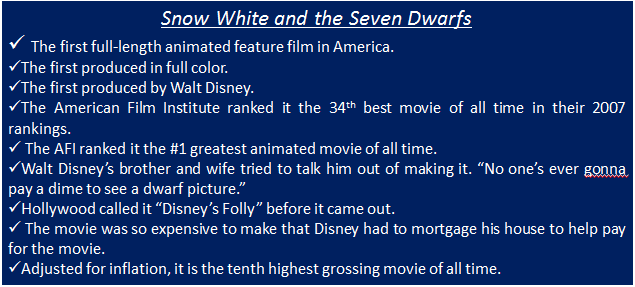 Snow White and the Seven Dwarfs
✓ The first full-length animated feature film in America.
✓The first produced in full color.
✓The first produced by Walt Disney.
✓The American Film Institute ranked it the 34th best movie of all time in their 2007
rankings.
✓ The AFI ranked it the #1 greatest animated movie of all time.
✓Walt Disney’s brother and wife tried to talk him out of making it. “No one’s ever gonna
pay a dime to see a dwarf picture.”
✓Hollywood called it “Disney’s Folly” before it came out.
✓ The movie was so expensive to make that Disney had to mortgage his house to help pay
for the movie.
✓Adjusted for inflation, it is the tenth highest grossing movie of all time.